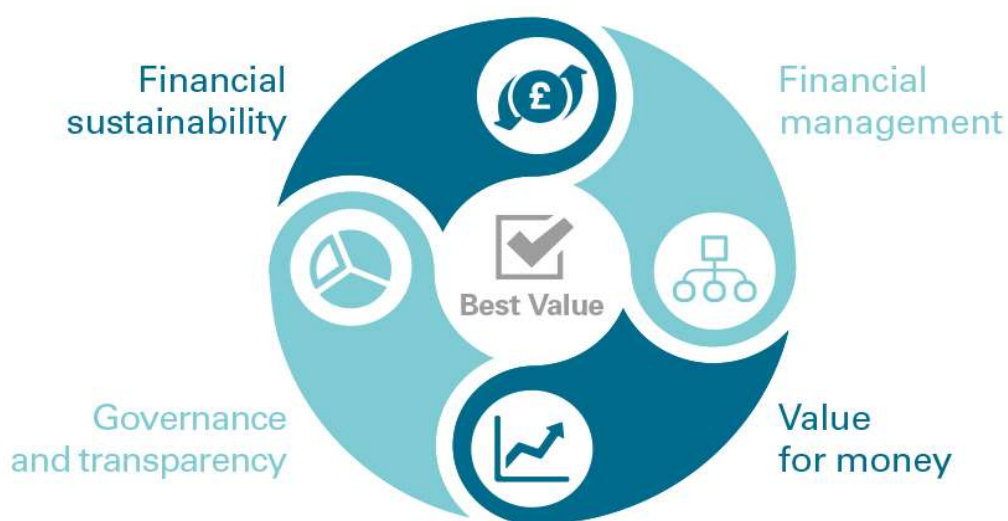 Financial
sustainability
£
Financial
management
Best Value
Governance
and transparency
Value
for money